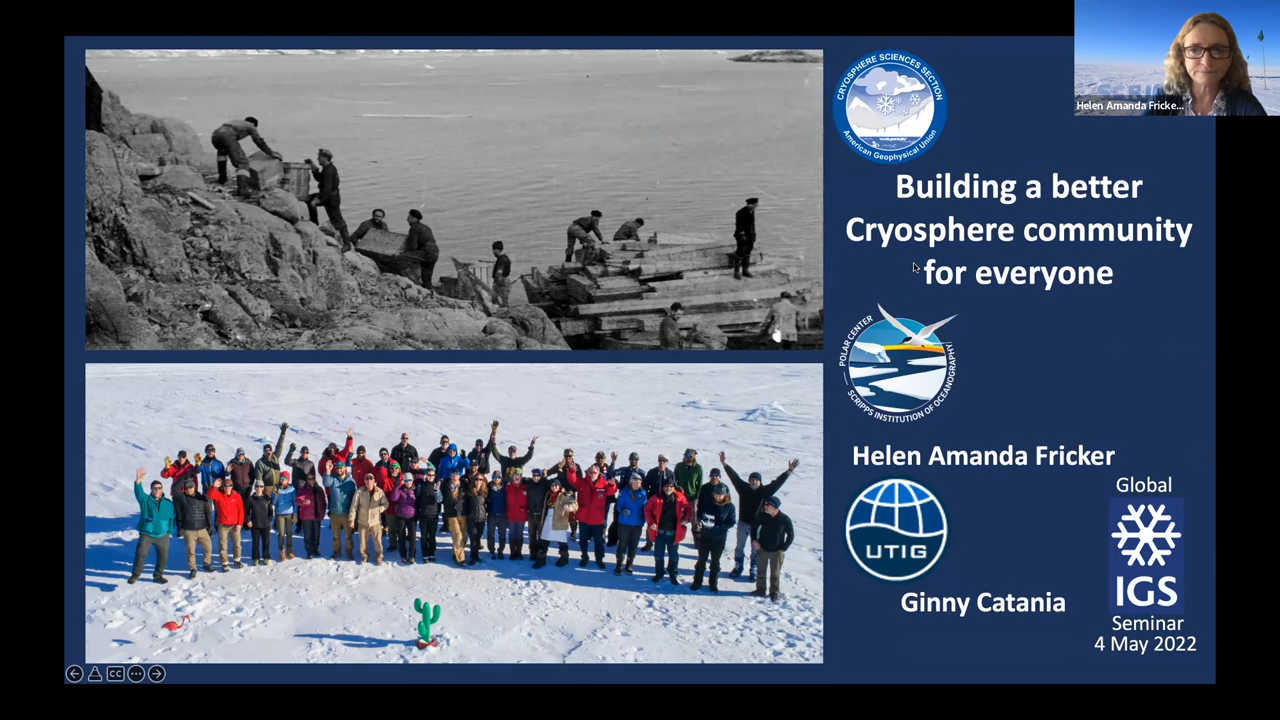 CRYOSPHERE SCIENCES SECTION
American Geophysical Union
Helen Amanda Fricke...
Building a better
Cryosphere community
for everyone
POLAR CENTER
SCRIPPS INSTITUTION OF OCEANOGRAPHY
Helen Amanda Fricker
UTIG
Ginny Catania
Global
IGS
Seminar
4 May 2022
CC